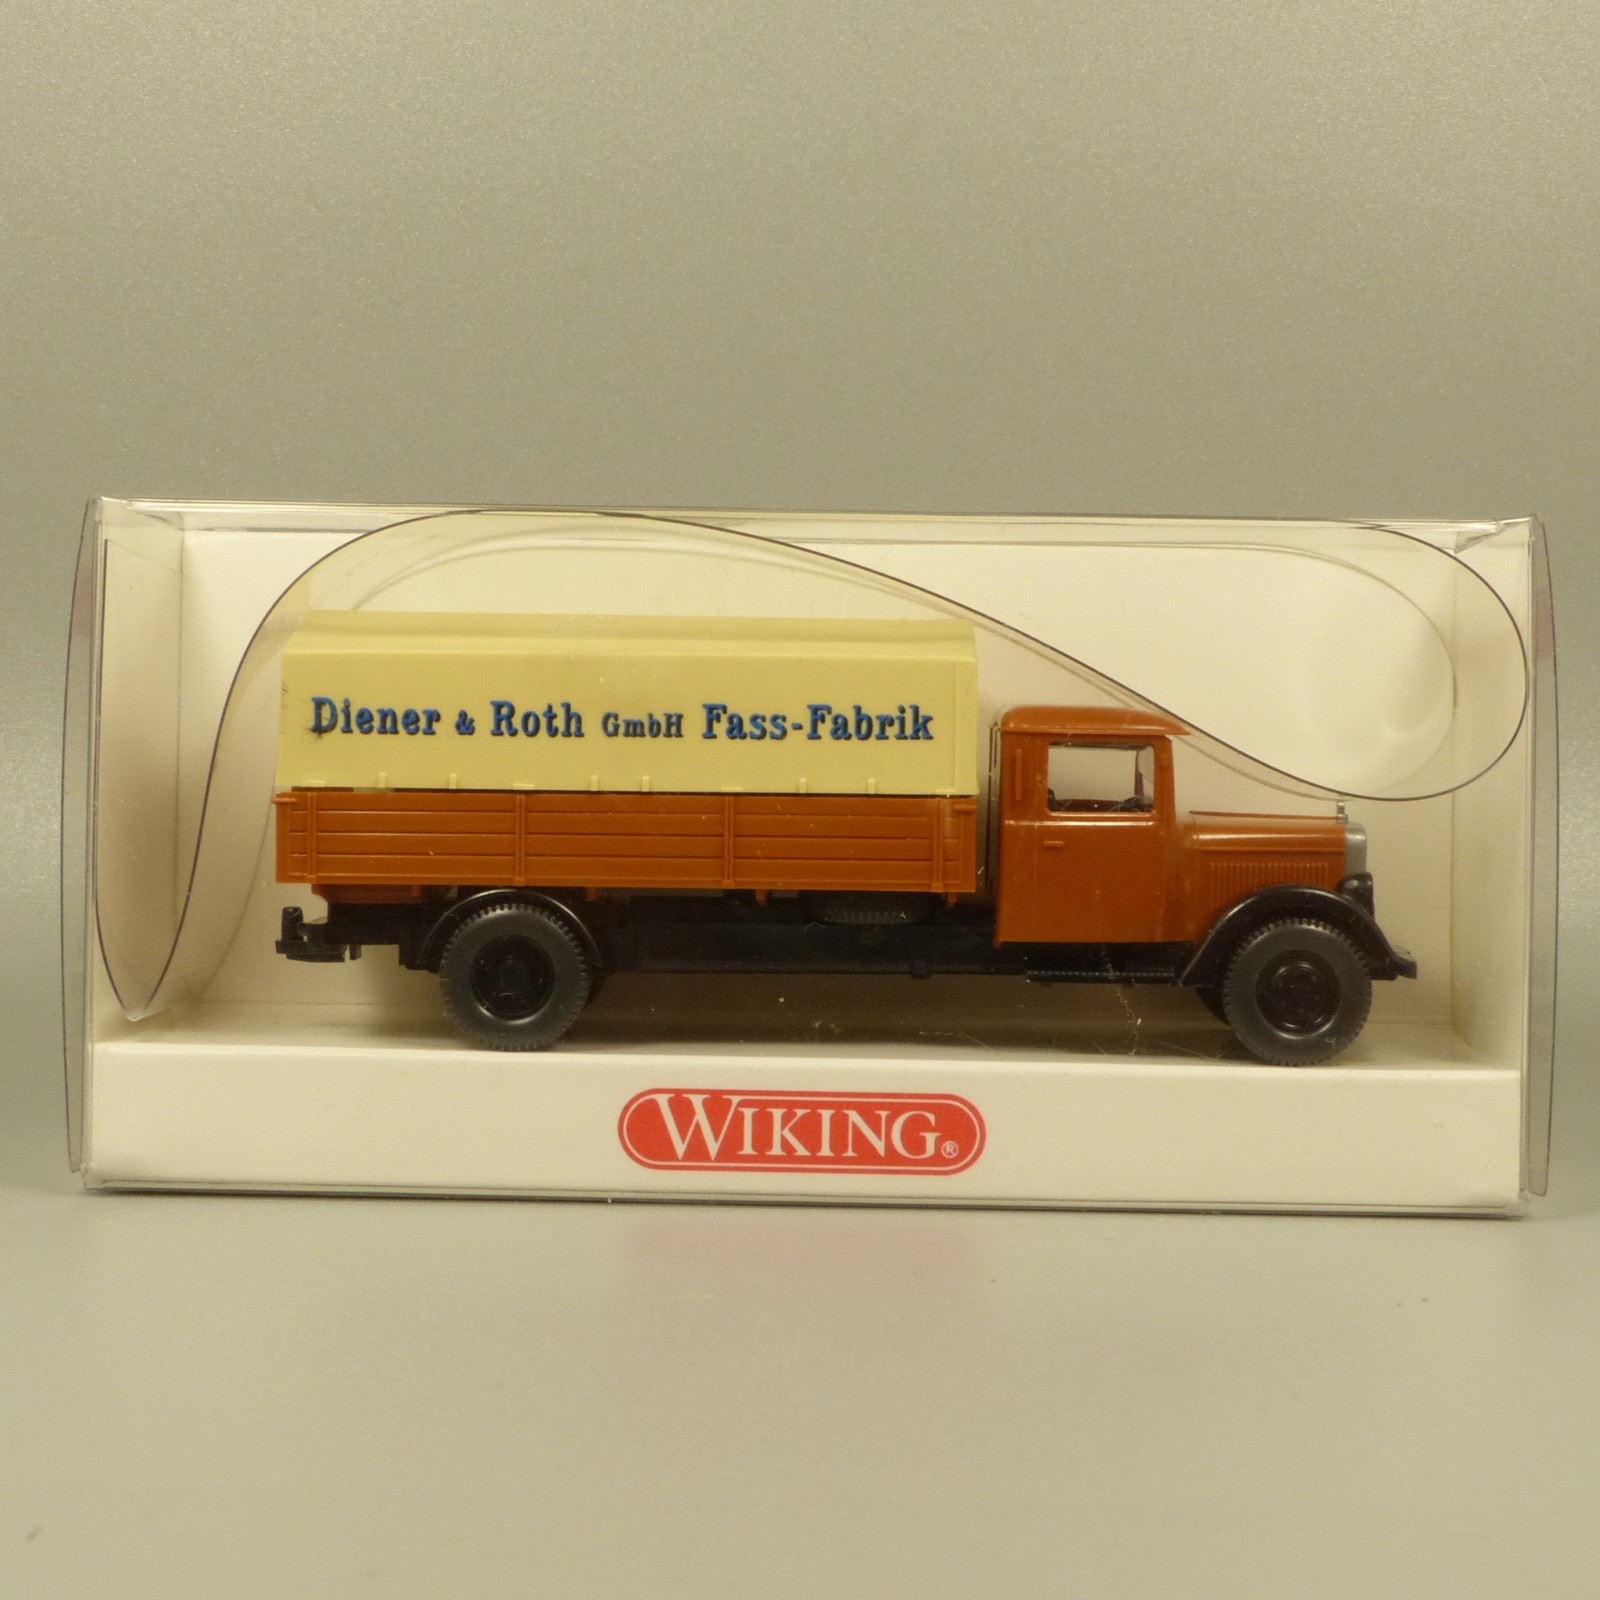 Diener & Roth GmbH Fass-Fabrik
WIKING®